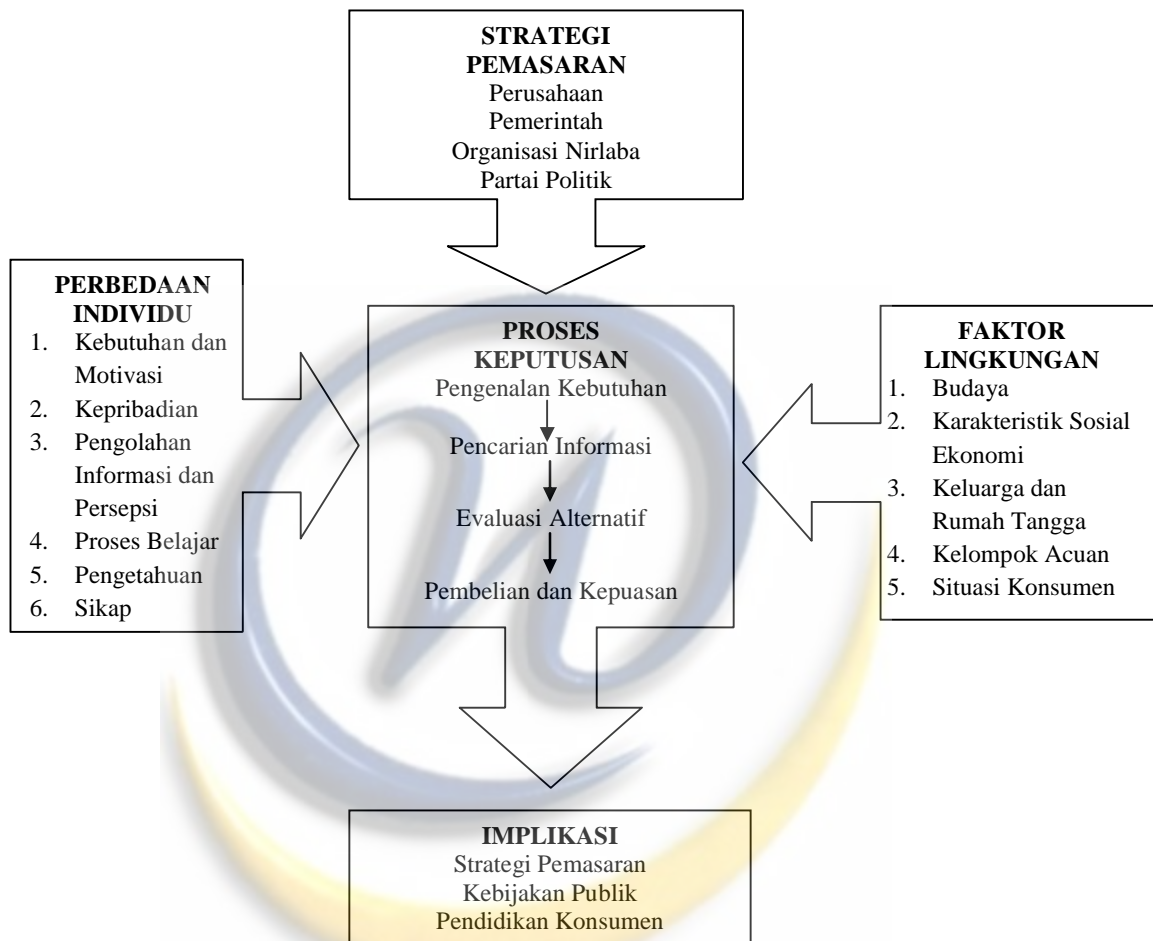 STRATEGI
PEMASARAN
Perusahaan
Pemerintah
Organisasi Nirlaba
Partai Politik
PERBEDAAN
INDIVIDU
1. Kebutuhan dan
Motivasi
2. Kepribadian
3. Pengolahan
Informasi dan
Persepsi
4. Proses Belajar
5. Pengetahuan
6. Sikap
PROSES
KEPUTUSAN
Pengenalan Kebutuhan
Pencarian Informasi
Evaluasi Alternatif
Pembelian dan Kepuasan
FAKTOR
LINGKUNGAN
1. Budaya
2. Karakteristik Sosial
Ekonomi
3. Keluarga dan
Rumah Tangga
4. Kelompok Acuan
5. Situasi Konsumen
IMPLIKASI
Strategi Pemasaran
Kebijakan Publik
Pendidikan Konsumen